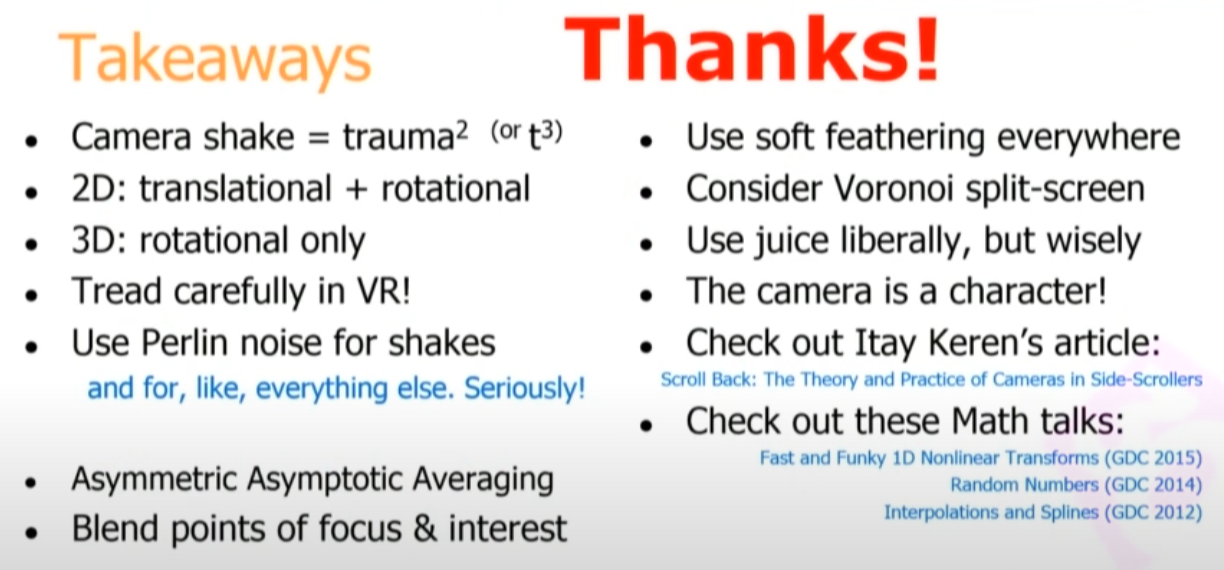 Takeaways
• Camera shake = trauma² (or t³)
• 2D: translational + rotational
• 3D: rotational only
• Tread carefully in VR!
• Use Perlin noise for shakes
and for, like, everything else. Seriously!
• Asymmetric Asymptotic Averaging
• Blend points of focus & interest
Thanks!
• Use soft feathering everywhere
• Consider Voronoi split-screen
• Use juice liberally, but wisely
• The camera is a character!
• Check out Itay Keren’s article:
Scroll Back: The Theory and Practice of Cameras in Side-Scrollers
• Check out these Math talks:
Fast and Funky 1D Nonlinear Transforms (GDC 2015)
Random Numbers (GDC 2014)
Interpolations and Splines (GDC 2012)